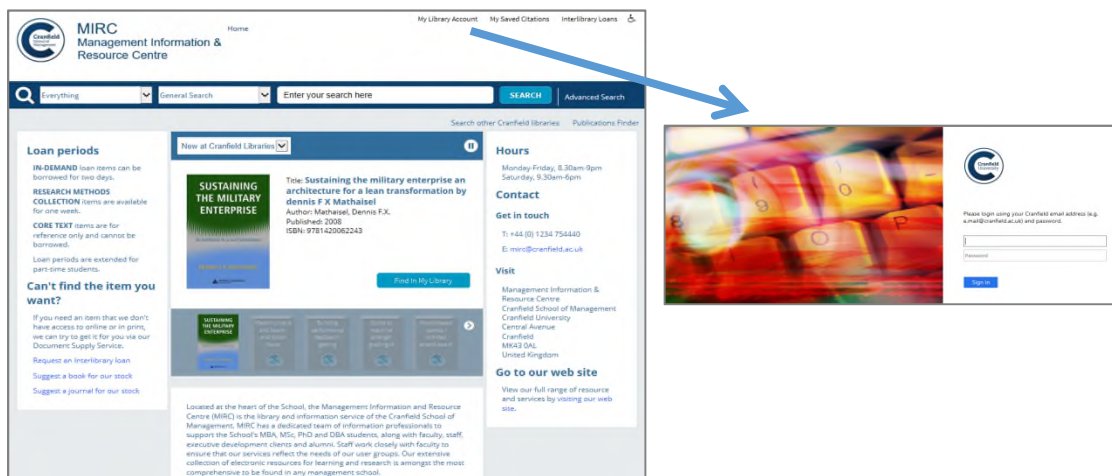 Cranfield
School of
Management
MIRC
Management Information &
Resource Centre
Home
My Library Account My Saved Citations Interlibrary Loans
Everything General Search Enter your search here SEARCH Advanced Search
Search other Cranfield libraries Publications Finder
Loan periods
IN-DEMAND loan items can be
borrowed for two days.
RESEARCH METHODS
COLLECTION items are available
for one week.
CORE TEXT items are for
reference only and cannot be
borrowed.
Loan periods are extended for
part-time students.
Can't find the item you
want?
If you need an item that we don't
have access to online or in print,
we can try to get it for you via our
Document Supply Service.
Request an Interlibrary loan
Suggest a book for our stock
Suggest a journal for our stock
New at Cranfield Libraries
SUSTAINING
THE MILITARY
ENTERPRISE
Title: Sustaining the military enterprise an
architecture for a lean transformation by
dennis F X Mathaisel
Author: Mathaisel, Dennis F.X.
Published: 2008
ISBN: 9781420062243
Find In My Library
SUSTAINING
THE MILITARY
ENTERPRISE
Located at the heart of the School, the Management Information and Resource
Centre (MIRC) is the library and information service of the Cranfield School of
Management. MIRC has a dedicated team of information professionals to
support the School's MBA, MSc, PhD and DBA students, along with faculty, staff,
executive development clients and alumni. Staff work closely with faculty to
ensure that our services reflect the needs of our user groups. Our extensive
collection of electronic resources for learning and research is amongst the most
comprehensive to be found in any management school.
Hours
Monday-Friday, 8.30am-9pm
Saturday, 9.30am-6pm
Contact
Get in touch
T: +44 (0) 1234 754440
E: mirc@cranfield.ac.uk
Visit
Management Information &
Resource Centre
Cranfield School of Management
Cranfield University
Central Avenue
Cranfield
MK43 0AL
United Kingdom
Go to our web site
View our full range of resource
and services by visiting our web
site.
Cranfield
University
Please login using your Cranfield email address (e.g.
e.mail@cranfield.ac.uk) and password.
Password
Sign in